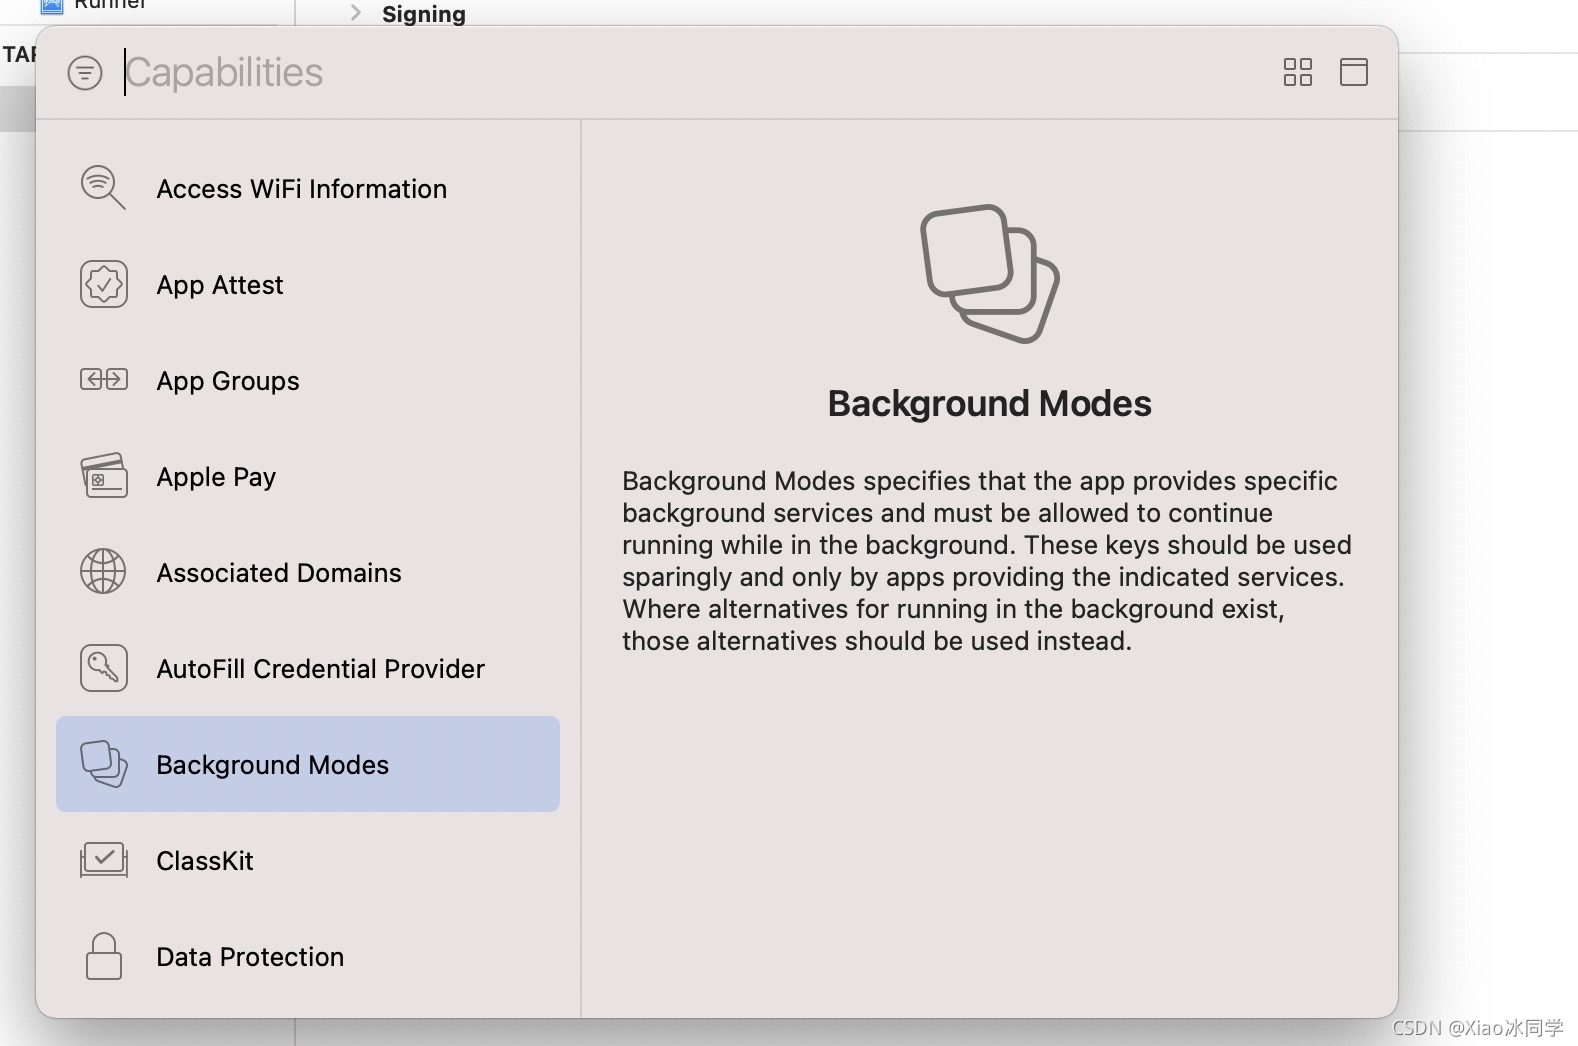 Runner
Signing
TAR
Capabilities
Access WiFi Information
App Attest
App Groups
Apple Pay
Associated Domains
AutoFill Credential Provider
Background Modes
ClassKit
Data Protection
Background Modes
Background Modes specifies that the app provides specific
background services and must be allowed to continue
running while in the background. These keys should be used
sparingly and only by apps providing the indicated services.
Where alternatives for running in the background exist,
those alternatives should be used instead.
CSDN @Xiao冰同学